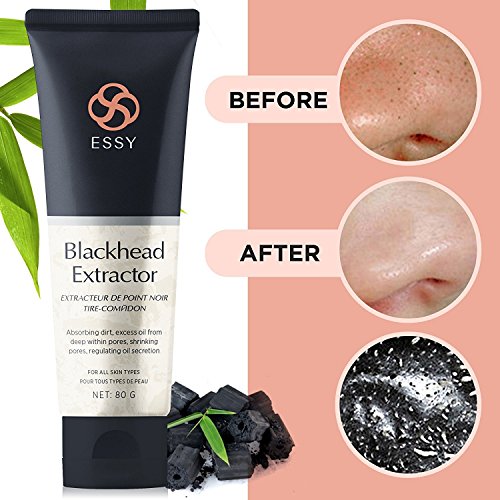 ESSY
Blackhead
Extractor
EXTRACTEUR DE POINT NOIR
TIRE-COMÉDON
Absorbing dirt, excess oil from
deep within pores, shrinking
pores, regulating oil secretion.
FOR ALL SKIN TYPES
POUR TOUS TYPES DE PEAU
NET: 80 G
BEFORE
AFTER